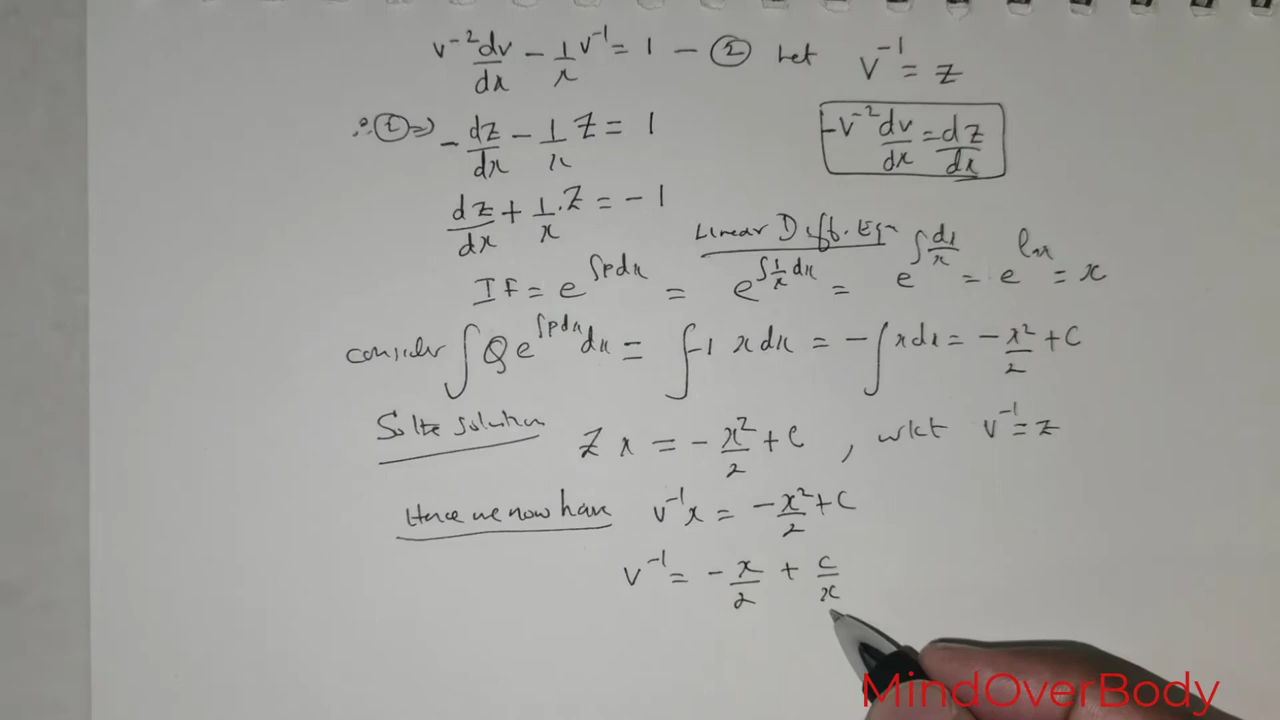 v⁻² dv/dx - 1/x v⁻¹ = 1 - ② Let v⁻¹ = z
∴ ② ⇒ - dz/dx - 1/x z = 1
-v⁻² dv/dx = dz/dx
dz/dx + 1/x . z = -1
Linear Diff. Eqn
IF = e^∫pdx = e^∫1/x dx = e^∫dx/x = e^lnx = x
consider ∫Q e^∫pdx dx = ∫-1 x dx = -∫x dx = -x²/2 + C
solution z x = -x²/2 + C , wkt v⁻¹ = z
Hence we now have v⁻¹x = -x²/2 + C
v⁻¹ = -x/2 + C/x
MindOverBody